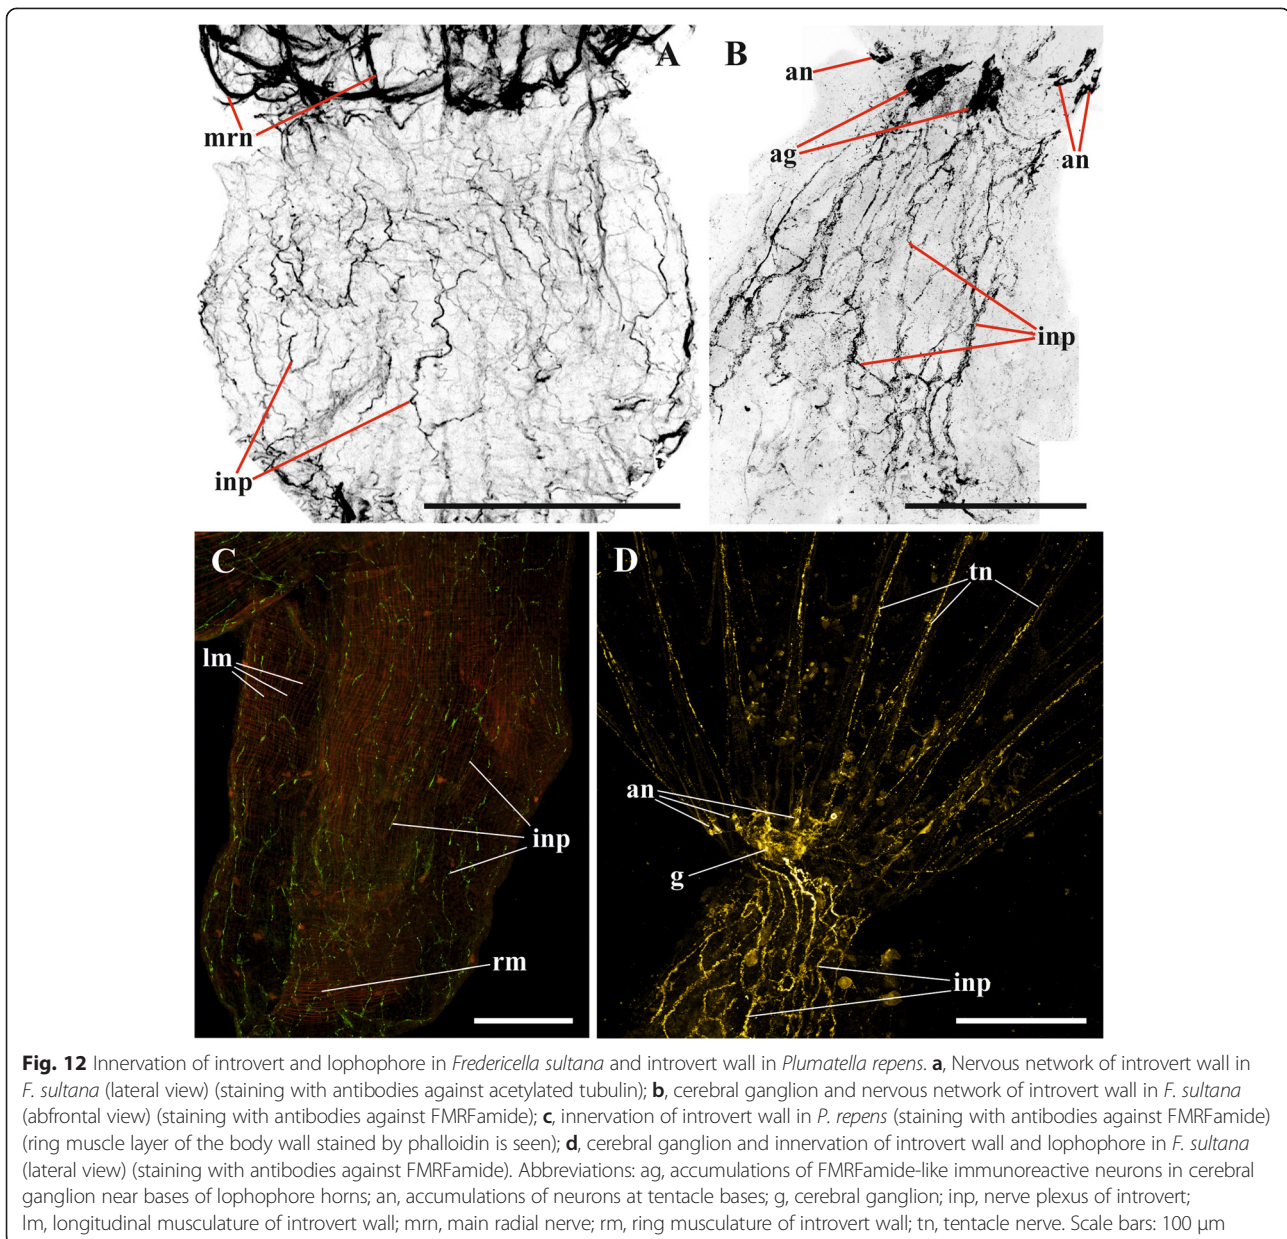 A
mrn
inp
B
an
ag
an
inp
C
lm
inp
rm
D
tn
an
g
inp
Fig. 12 Innervation of introvert and lophophore in Fredericella sultana and introvert wall in Plumatella repens. a, Nervous network of introvert wall in
F. sultana (lateral view) (staining with antibodies against acetylated tubulin); b, cerebral ganglion and nervous network of introvert wall in F. sultana
(abfrontal view) (staining with antibodies against FMRFamide); c, innervation of introvert wall in P. repens (staining with antibodies against FMRFamide)
(ring muscle layer of the body wall stained by phalloidin is seen); d, cerebral ganglion and innervation of introvert wall and lophophore in F. sultana
(lateral view) (staining with antibodies against FMRFamide). Abbreviations: ag, accumulations of FMRFamide-like immunoreactive neurons in cerebral
ganglion near bases of lophophore horns; an, accumulations of neurons at tentacle bases; g, cerebral ganglion; inp, nerve plexus of introvert;
lm, longitudinal musculature of introvert wall; mrn, main radial nerve; rm, ring musculature of introvert wall; tn, tentacle nerve. Scale bars: 100 μm